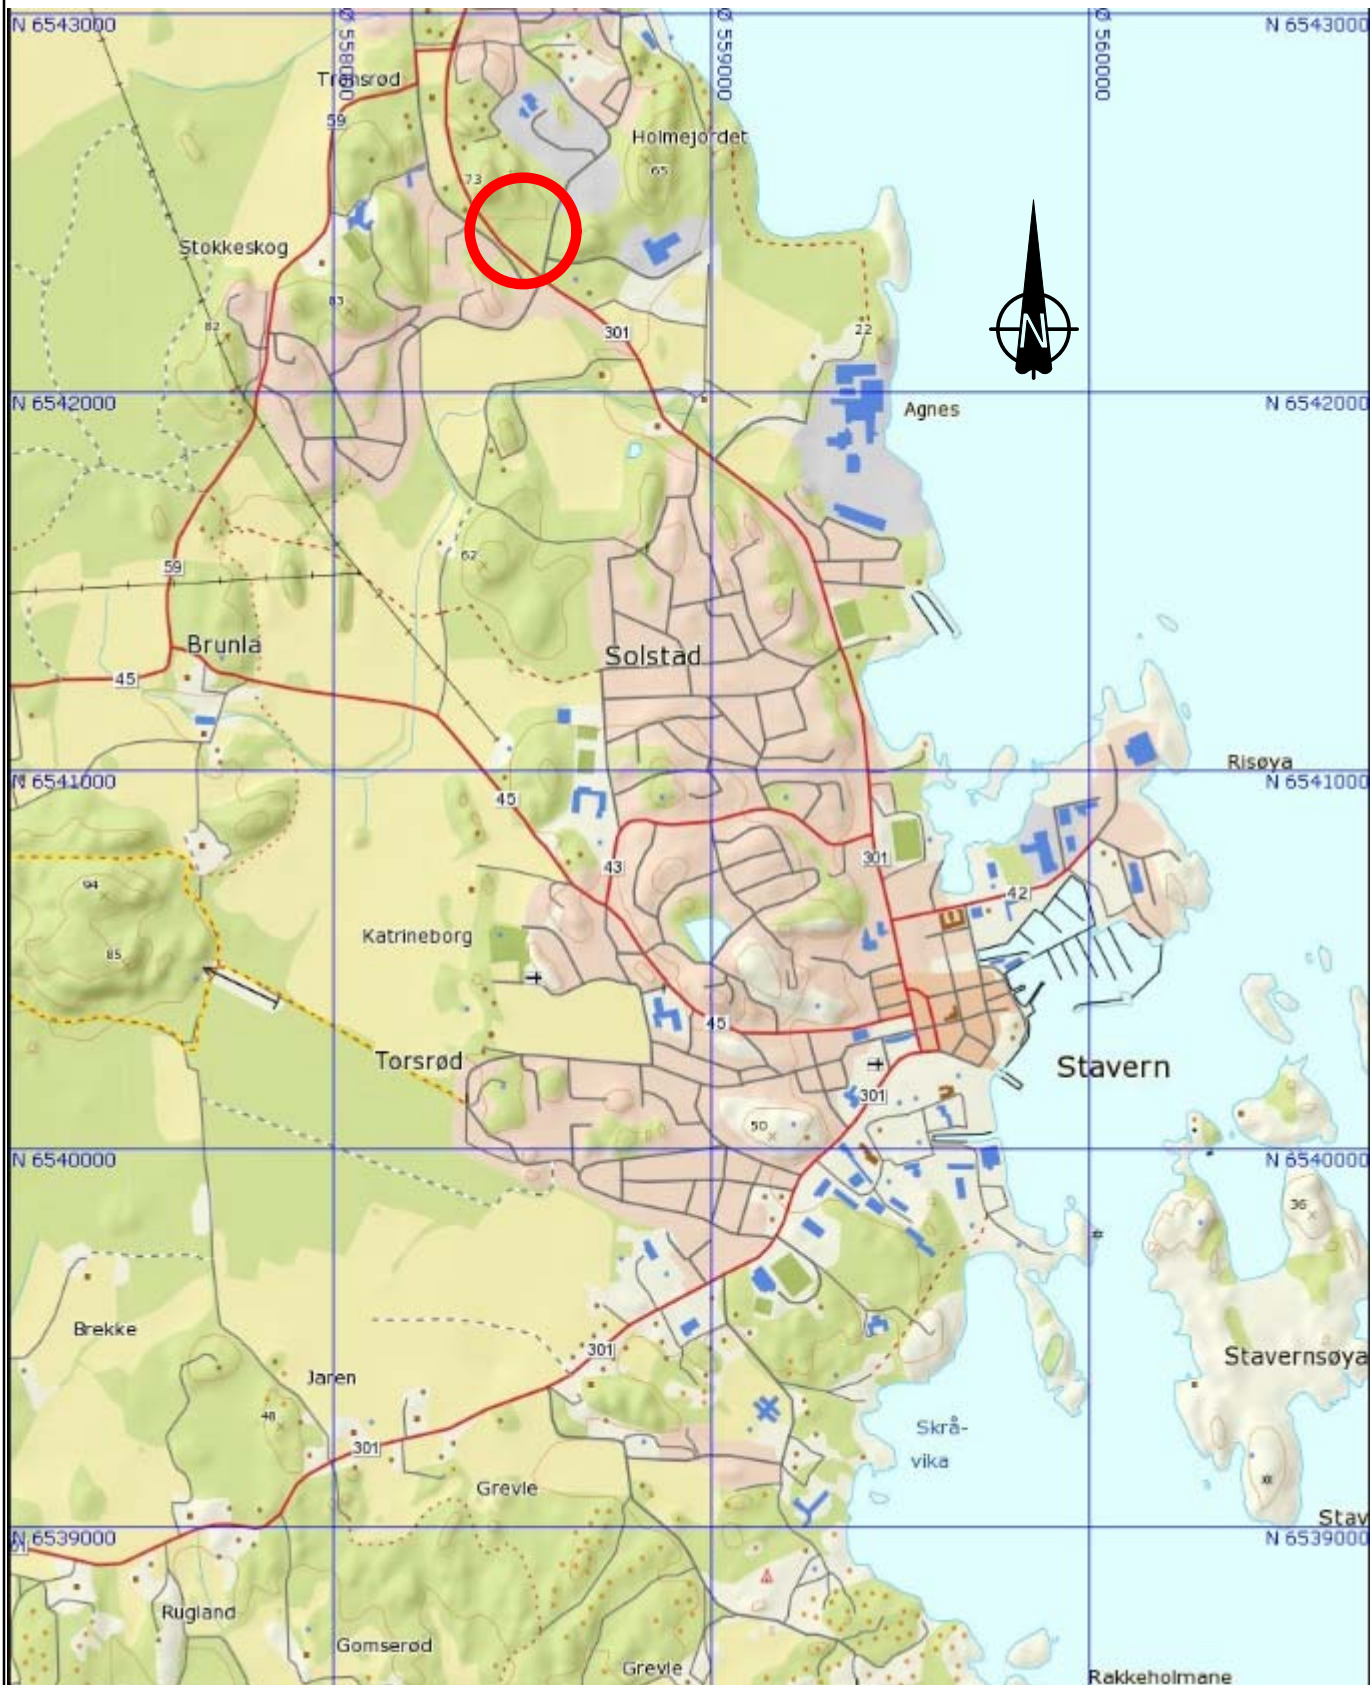 N 6543000
Ø 558000
Ø 559000
Ø 560000
N 6543000
Transrød
59
Holmejordet
65
73
Stokkeskog
83
82
301
22
N
N 6542000
N 6542000
Agnes
62
59
Brunla
Solstad
45
N 6541000
Risøya
N 6541000
45
43
301
42
94
Katrineborg
85
45
Torsrød
Stavern
301
50
N 6540000
N 6540000
36
Brekke
301
Stavernsøya
Jaren
48
Skrå-
vika
301
Grevle
Stav
N 6539000
N 6539000
Rugland
Gomserød
Grevle
Rakkeholmane